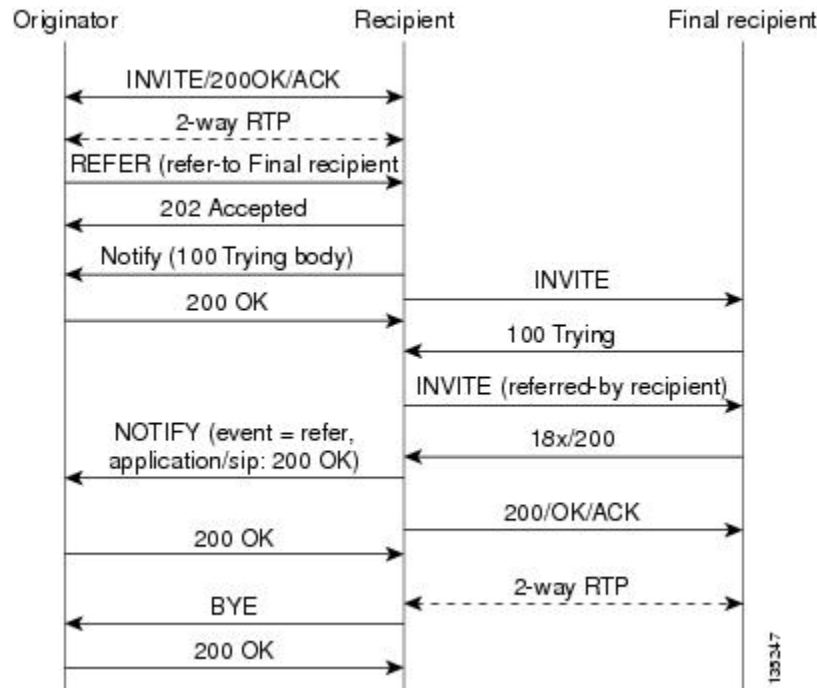 Originator
Recipient
Final recipient
INVITE/200OK/ACK
2-way RTP
REFER (refer-to Final recipient
202 Accepted
Notify (100 Trying body)
INVITE
200 OK
100 Trying
INVITE (referred-by recipient)
NOTIFY (event = refer,
application/sip: 200 OK)
18x/200
200/OK/ACK
200 OK
2-way RTP
BYE
200 OK
135247